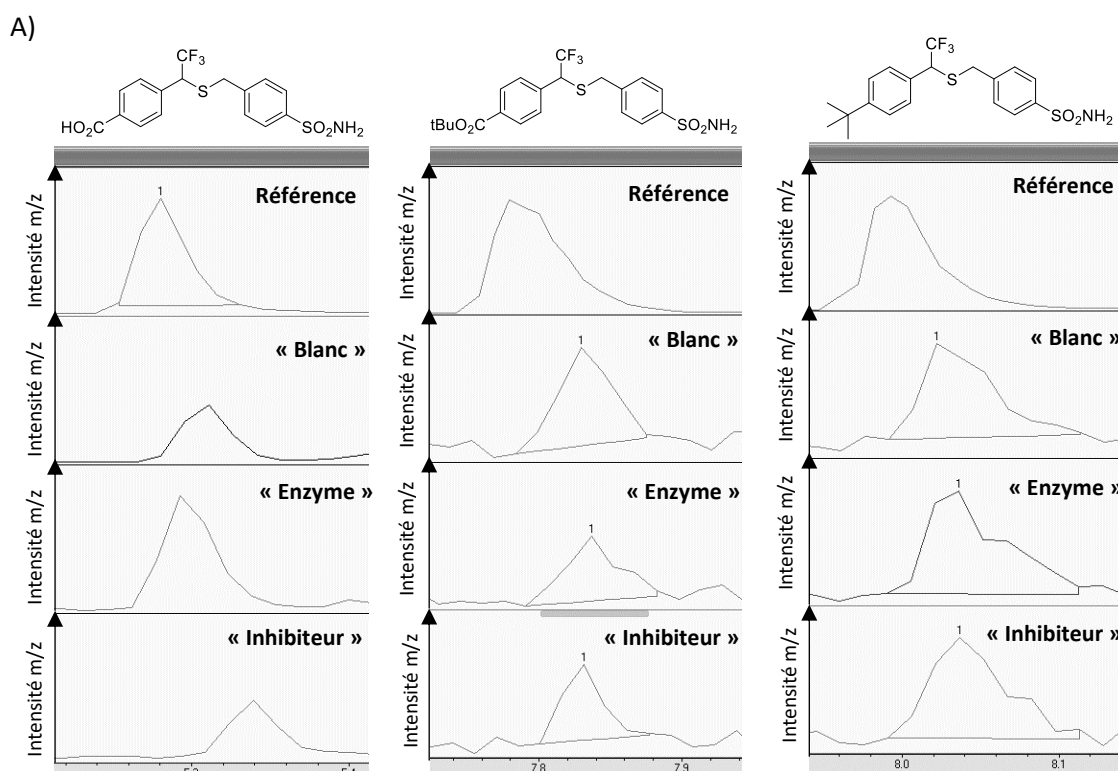 A)
CF3
S
HO2C
SO2NH2
CF3
S
tBuO2C
SO2NH2
CF3
S
SO2NH2
Intensité m/z
1
Référence
Intensité m/z
Référence
Intensité m/z
Référence
Intensité m/z
« Blanc »
Intensité m/z
1
« Blanc »
Intensité m/z
1
« Blanc »
Intensité m/z
« Enzyme »
Intensité m/z
1
« Enzyme »
Intensité m/z
1
« Enzyme »
Intensité m/z
« Inhibiteur »
Intensité m/z
1
« Inhibiteur »
Intensité m/z
1
« Inhibiteur »
7.8 7.9
8.0 8.1